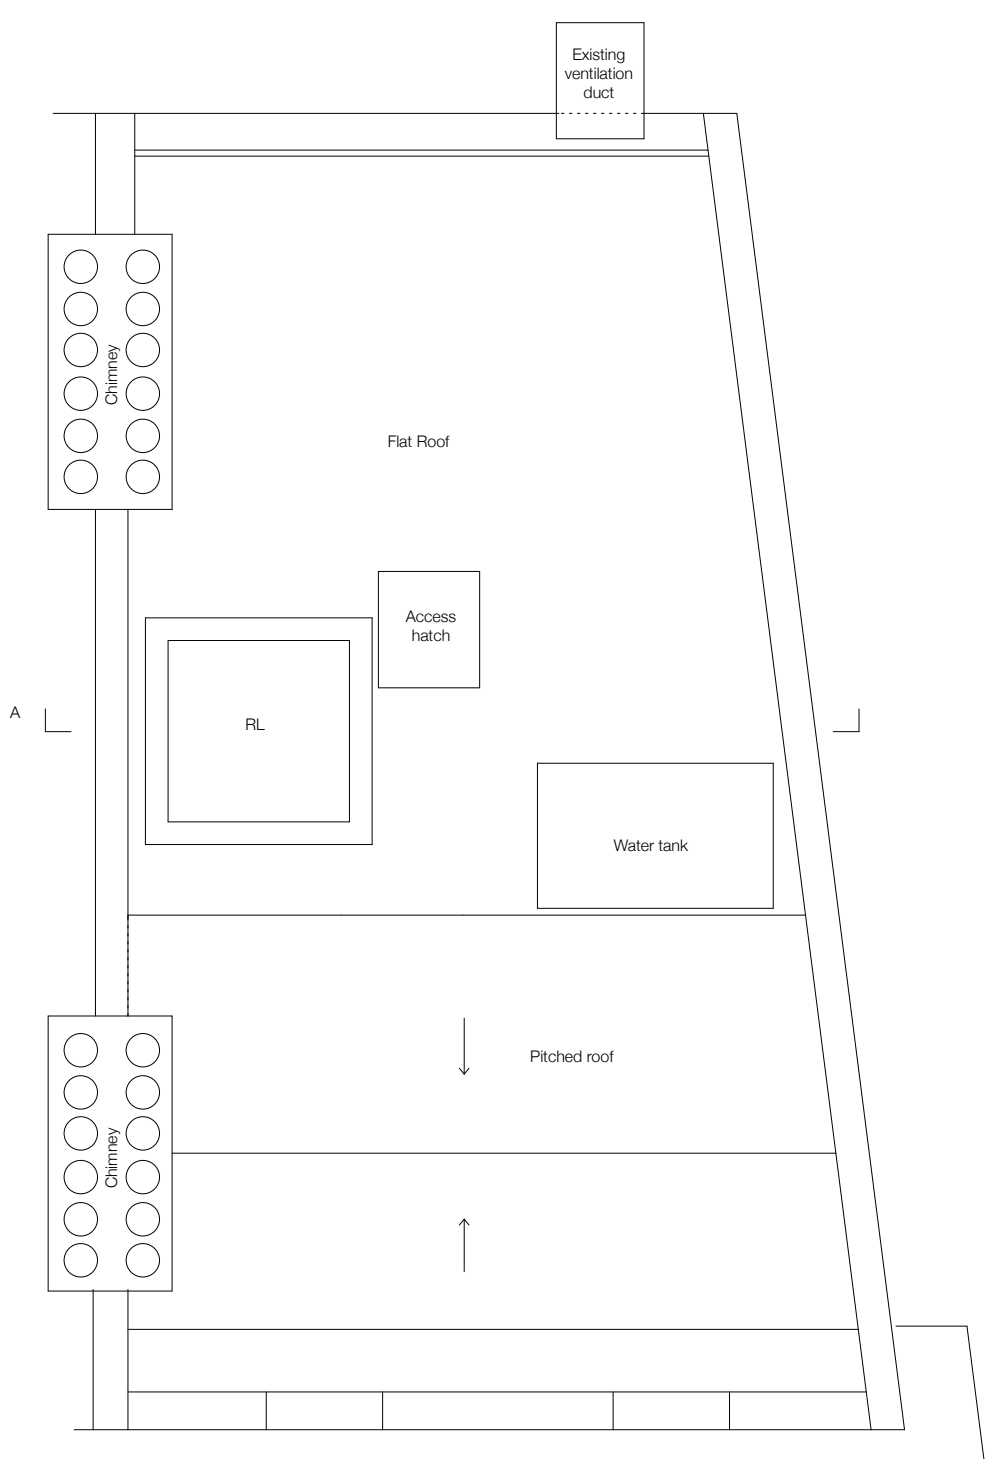 Existing
ventilation
duct
Chimney
Flat Roof
Access
hatch
A
RL
Water tank
Pitched roof
Chimney